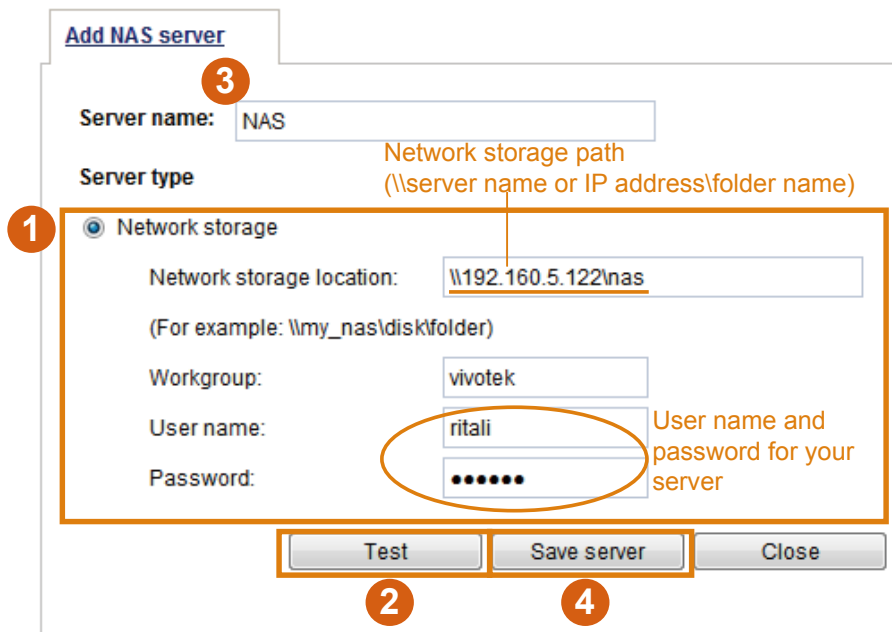 Add NAS server
3
Server name: NAS
Network storage path
(\\server name or IP address\folder name)
Server type
1
Network storage
Network storage location: \\192.160.5.122\nas
(For example: \\my_nas\disk\folder)
Workgroup: vivotek
User name: ritali
Password: ●●●●●●
User name and
password for your
server
Test Save server Close
2 4